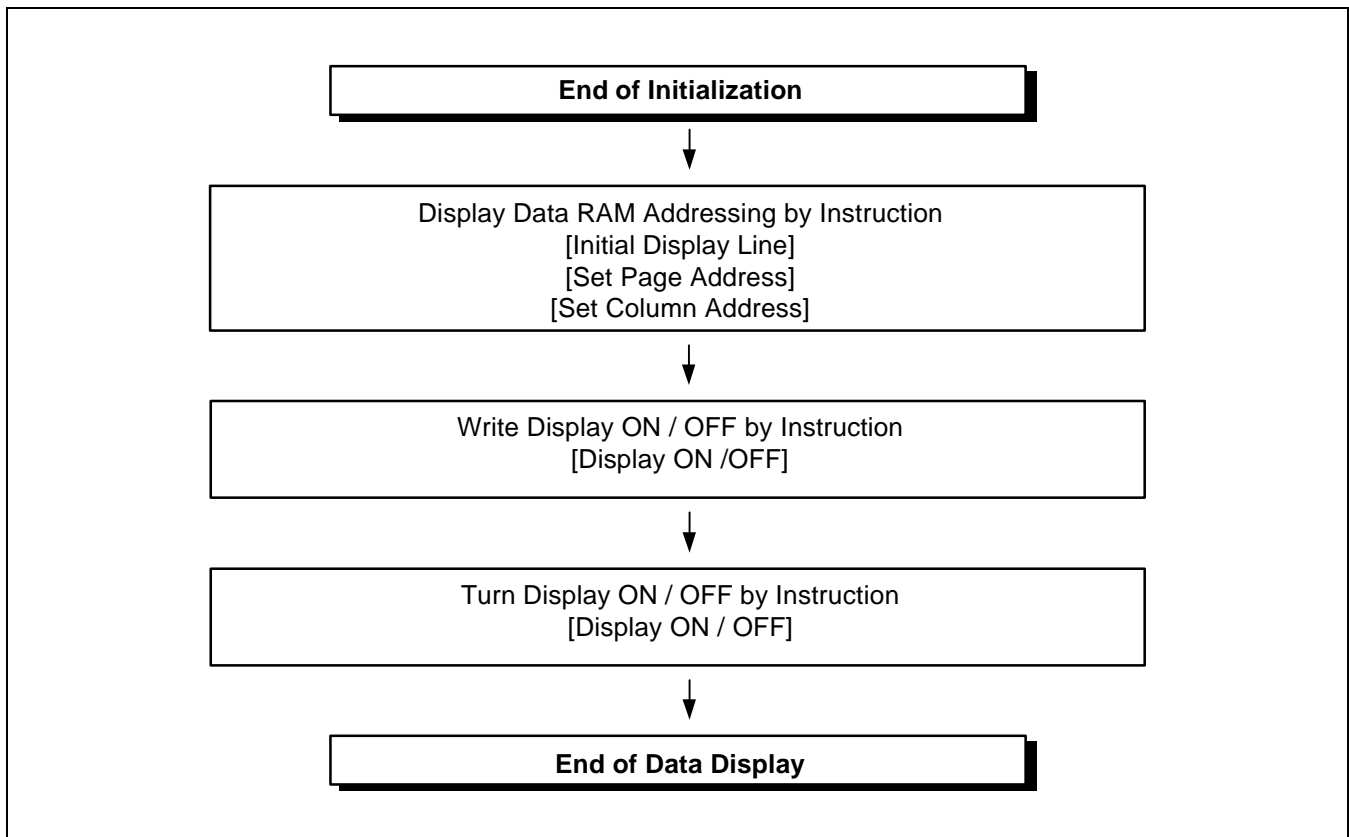 End of Initialization
Display Data RAM Addressing by Instruction
[Initial Display Line]
[Set Page Address]
[Set Column Address]
Write Display ON / OFF by Instruction
[Display ON /OFF]
Turn Display ON / OFF by Instruction
[Display ON / OFF]
End of Data Display